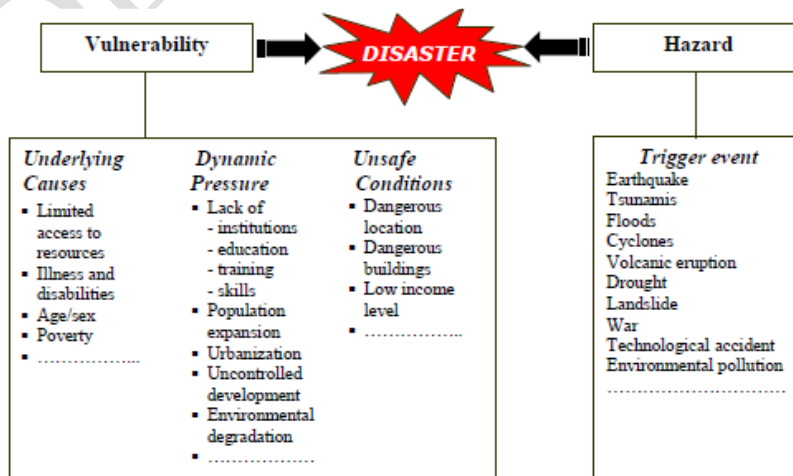 Vulnerability
DISASTER
Hazard
Underlying
Causes
▪ Limited
access to
resources
▪ Illness and
disabilities
▪ Age/sex
▪ Poverty
▪ ………………...
Dynamic
Pressure
▪ Lack of
- institutions
- education
- training
- skills
▪ Population
expansion
▪ Urbanization
▪ Uncontrolled
development
▪ Environmental
degradation
▪ ………………..
Unsafe
Conditions
▪ Dangerous
location
▪ Dangerous
buildings
▪ Low income
level
▪ ……………...
Trigger event
Earthquake
Tsunamis
Floods
Cyclones
Volcanic eruption
Drought
Landslide
War
Technological accident
Environmental pollution
…………………………